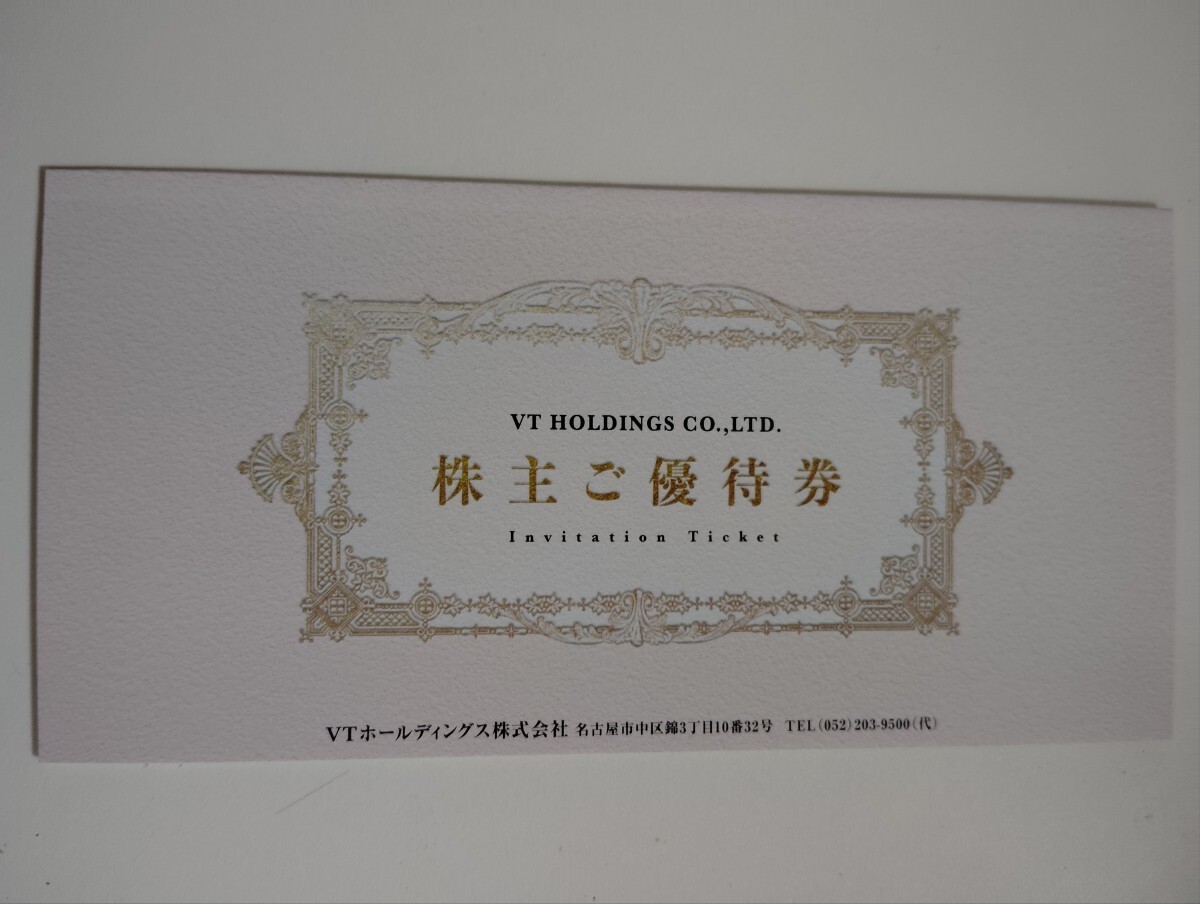 VT HOLDINGS CO.,LTD.
株主ご優待券
Invitation Ticket
VTホールディングス株式会社 名古屋市中区錦3丁目10番32号 TEL(052)203-9500(代)